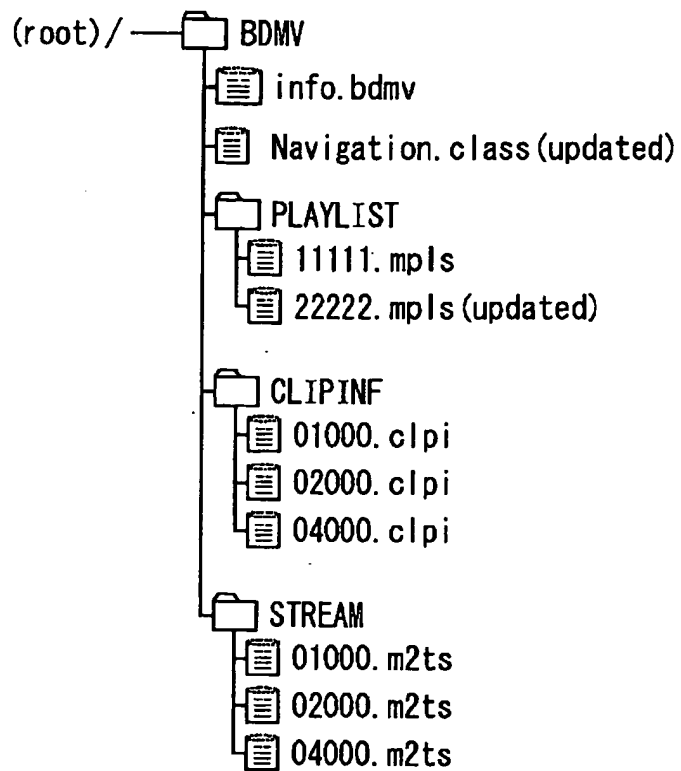 (root)/ BDMV
info.bdmv
Navigation.class(updated)
PLAYLIST
11111.mpls
22222.mpls(updated)
CLIPINF
01000.clpi
02000.clpi
04000.clpi
STREAM
01000.m2ts
02000.m2ts
04000.m2ts